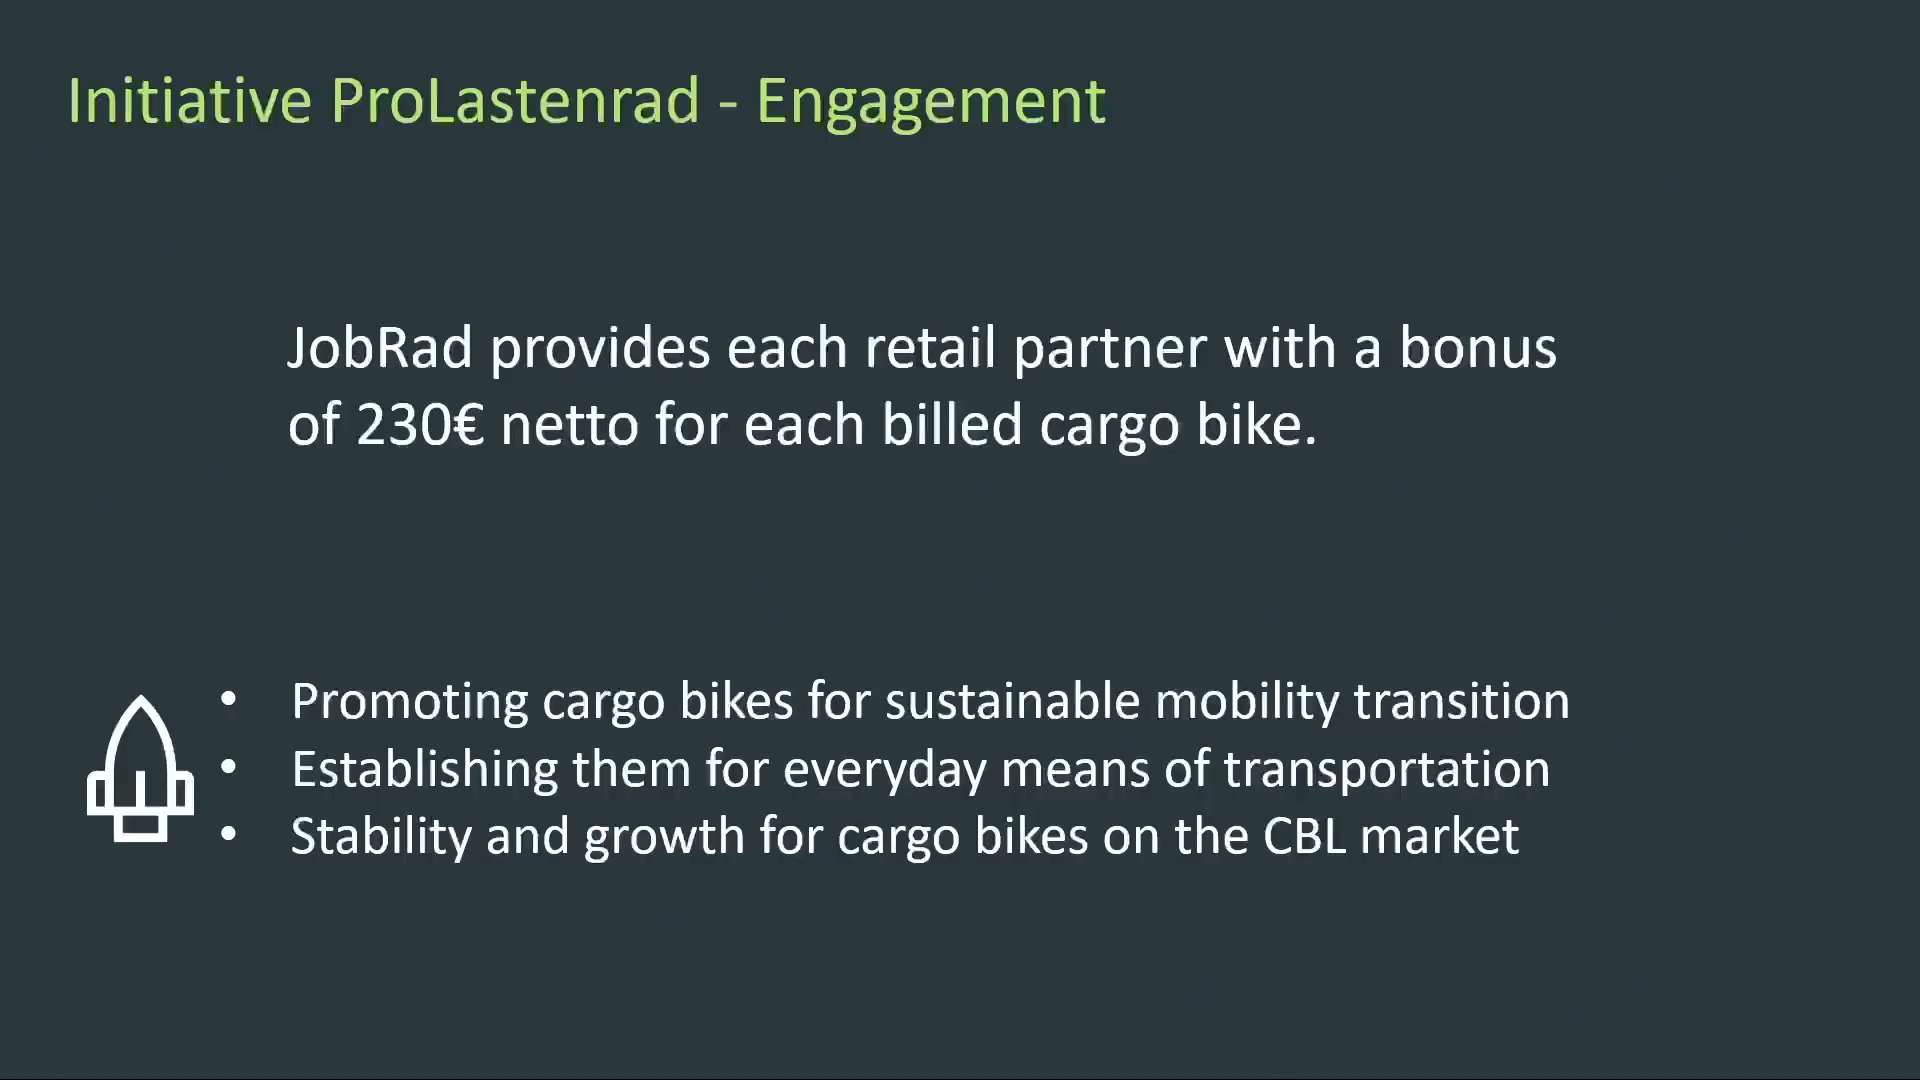 Initiative ProLastenrad - Engagement
JobRad provides each retail partner with a bonus
of 230€ netto for each billed cargo bike.
• Promoting cargo bikes for sustainable mobility transition
• Establishing them for everyday means of transportation
• Stability and growth for cargo bikes on the CBL market